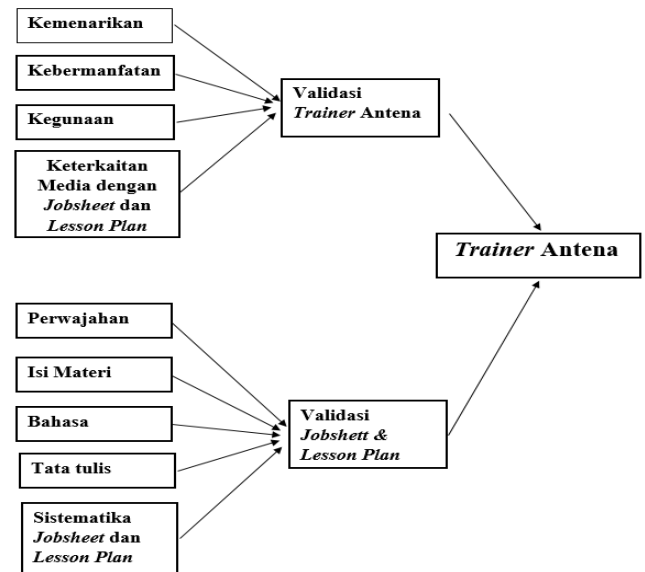 Kemenarikan
Kebermanfatan
Kegunaan
Keterkaitan
Media dengan
Jobsheet dan
Lesson Plan
Validasi
Trainer Antena
Trainer Antena
Perwajahan
Isi Materi
Bahasa
Tata tulis
Sistematika
Jobsheet dan
Lesson Plan
Validasi
Jobshett &
Lesson Plan